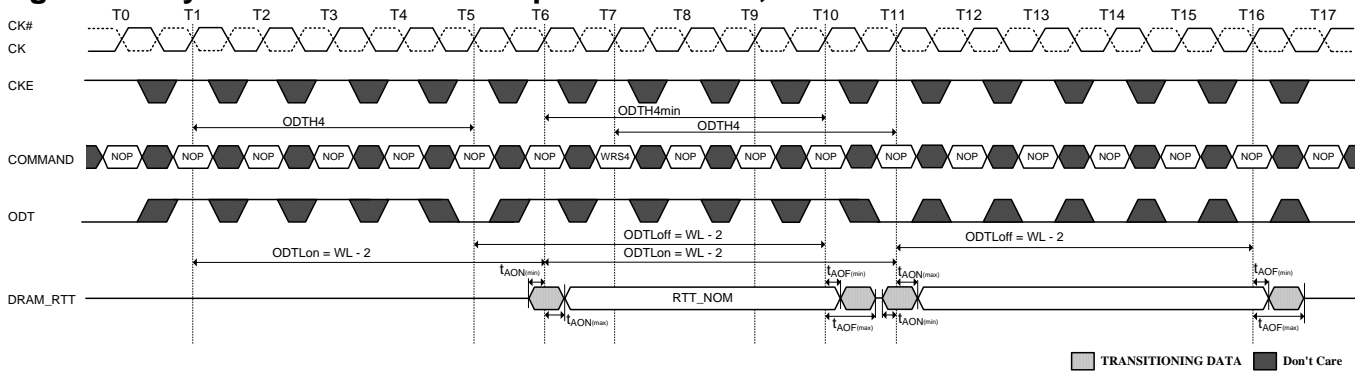 T0 T1 T2 T3 T4 T5 T6 T7 T8 T9 T10 T11 T12 T13 T14 T15 T16 T17
CK#
CK
CKE
ODTH4min
ODTH4 ODTH4
COMMAND NOP NOP NOP NOP NOP NOP NOP WRS4 NOP NOP NOP NOP NOP NOP NOP NOP NOP NOP
ODT
ODTLoff = WL - 2 ODTLoff = WL - 2
ODTLon = WL - 2 ODTLon = WL - 2
tAON(min) tAOF(min) tAON(max) tAOF(min)
DRAM_RTT RTT_NOM
tAON(max) tAOF(max) tAON(min) tAOF(max)
TRANSITIONING DATA Don't Care